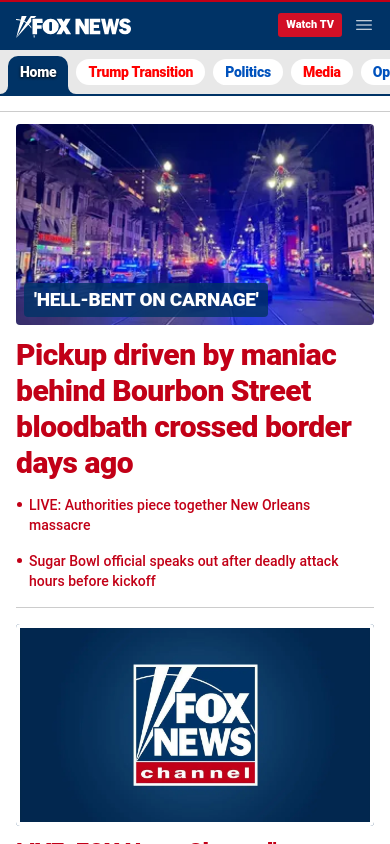 FOX NEWS
Watch TV
Home
Trump Transition
Politics
Media
Op
'HELL-BENT ON CARNAGE'
Pickup driven by maniac
behind Bourbon Street
bloodbath crossed border
days ago
• LIVE: Authorities piece together New Orleans
massacre
• Sugar Bowl official speaks out after deadly attack
hours before kickoff
FOX
NEWS
channel